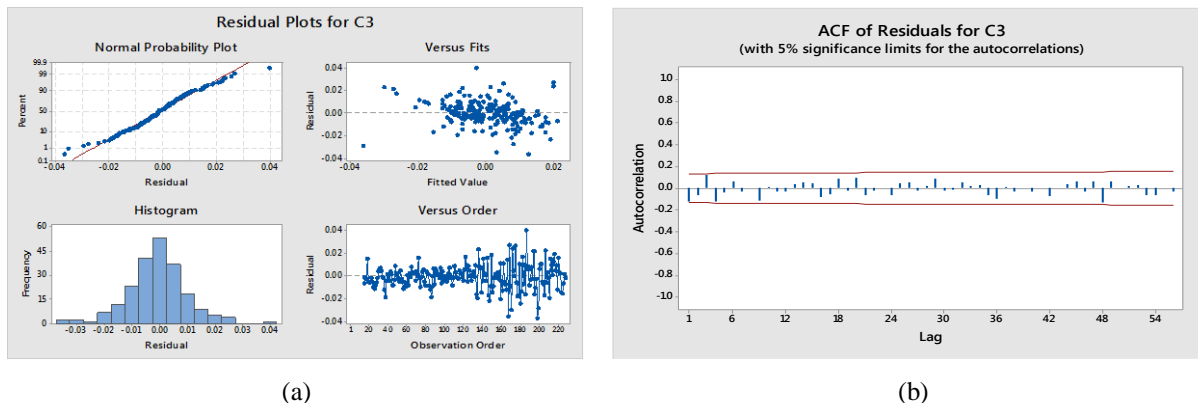 Residual Plots for C3
Normal Probability Plot
99.9
99
90
50
10
1
0.1
Percent
-0.04 -0.02 0.00 0.02 0.04
Residual
Versus Fits
0.04
0.02
0.00
-0.02
-0.04
Residual
-0.04 -0.02 0.00 0.02
Fitted Value
Histogram
60
45
30
15
0
Frequency
-0.03 -0.02 -0.01 0.00 0.01 0.02 0.03 0.04
Residual
Versus Order
0.04
0.02
0.00
-0.02
-0.04
Residual
1 20 40 60 80 100 120 140 160 180 200 220
Observation Order
(a)
ACF of Residuals for C3
(with 5% significance limits for the autocorrelations)
1.0
0.8
0.6
0.4
0.2
0.0
-0.2
-0.4
-0.6
-0.8
-1.0
Autocorrelation
1 6 12 18 24 30 36 42 48 54
Lag
(b)